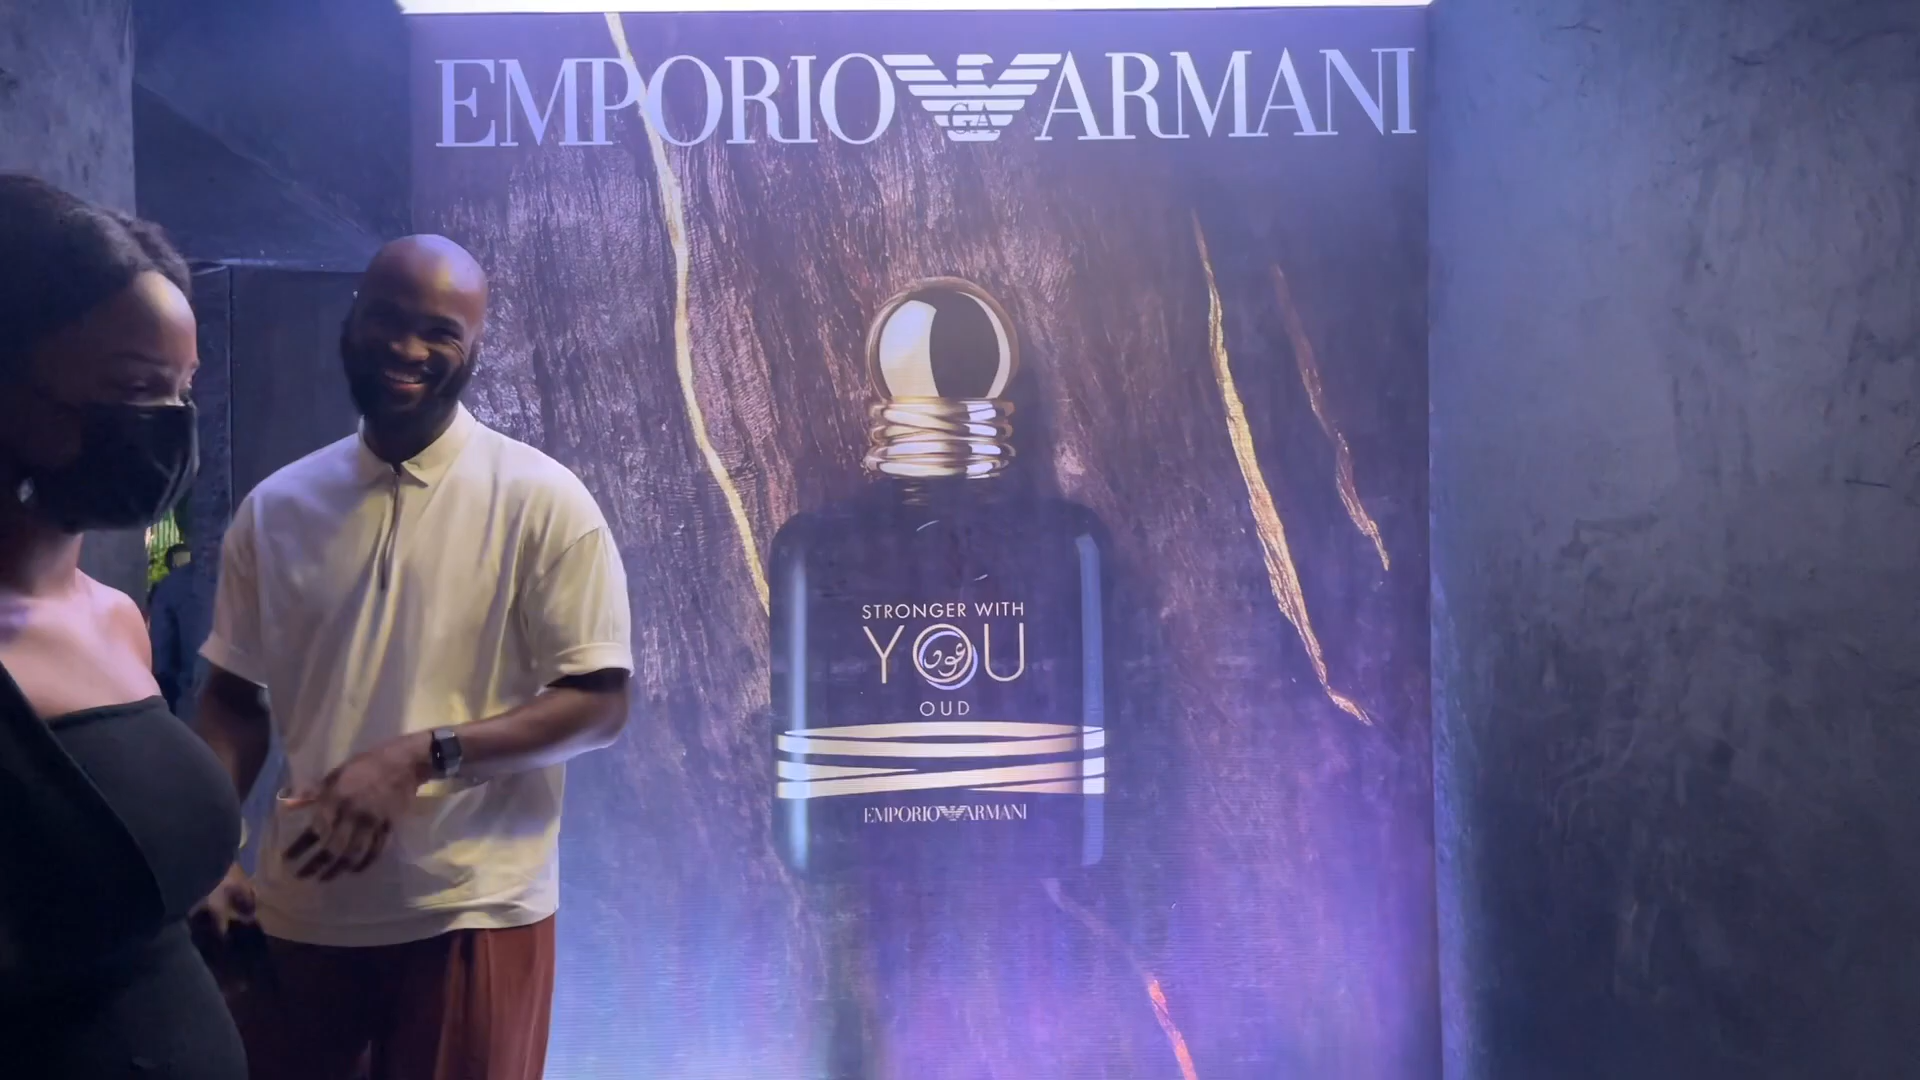 EMPORIO ARMANI
GA
STRONGER WITH
YOU
عود
OUD
EMPORIO ARMANI